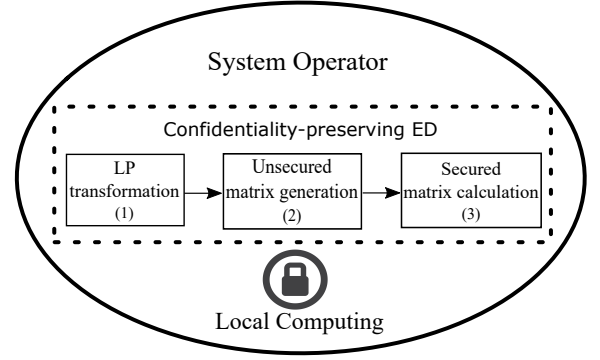 System Operator
Confidentiality-preserving ED
LP
transformation
(1)
Unsecured
matrix generation
(2)
Secured
matrix calculation
(3)
Local Computing